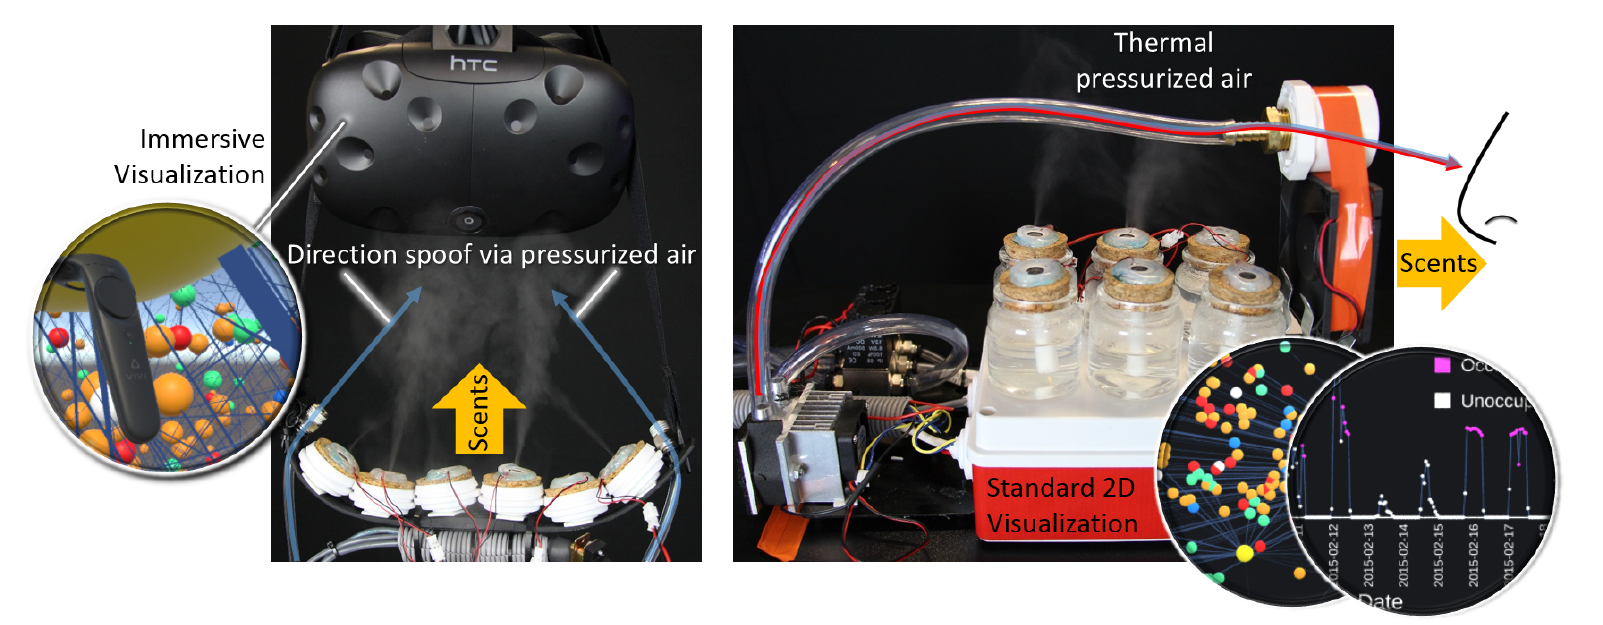 hTC
Immersive
Visualization
Direction spoof via pressurized air
Scents
VIVE
Thermal
pressurized air
Scents
Standard 2D
Visualization
Unoccup
2015-02-12
2015-02-13
2015-02-14
2015-02-15
2015-02-16
2015-02-17
Date